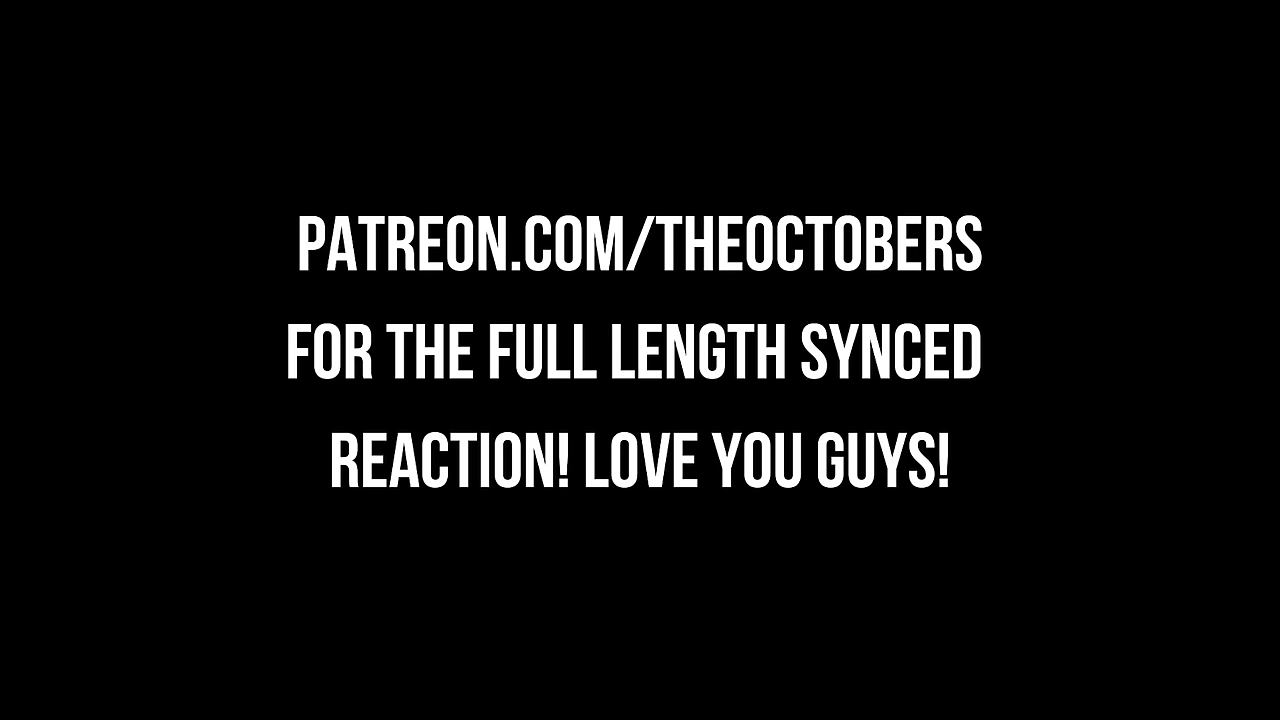 PATREON.COM/THEOCTOBERS
FOR THE FULL LENGTH SYNCED
REACTION! LOVE YOU GUYS!